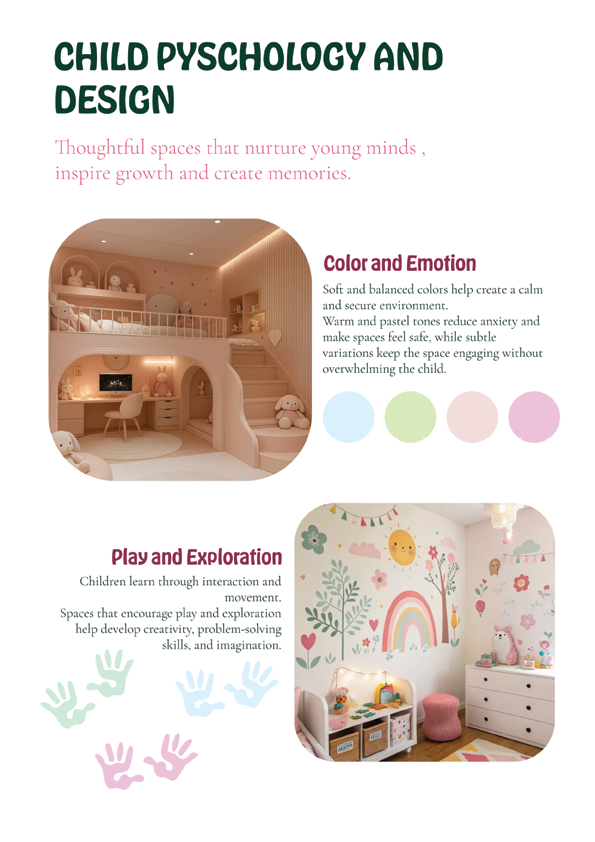 CHILD PYSCHOLOGY AND
DESIGN
Thoughtful spaces that nurture young minds ,
inspire growth and create memories.
Color and Emotion
Soft and balanced colors help create a calm
and secure environment.
Warm and pastel tones reduce anxiety and
make spaces feel safe, while subtle
variations keep the space engaging without
overwhelming the child.
Play and Exploration
Children learn through interaction and
movement.
Spaces that encourage play and exploration
help develop creativity, problem-solving
skills, and imagination.